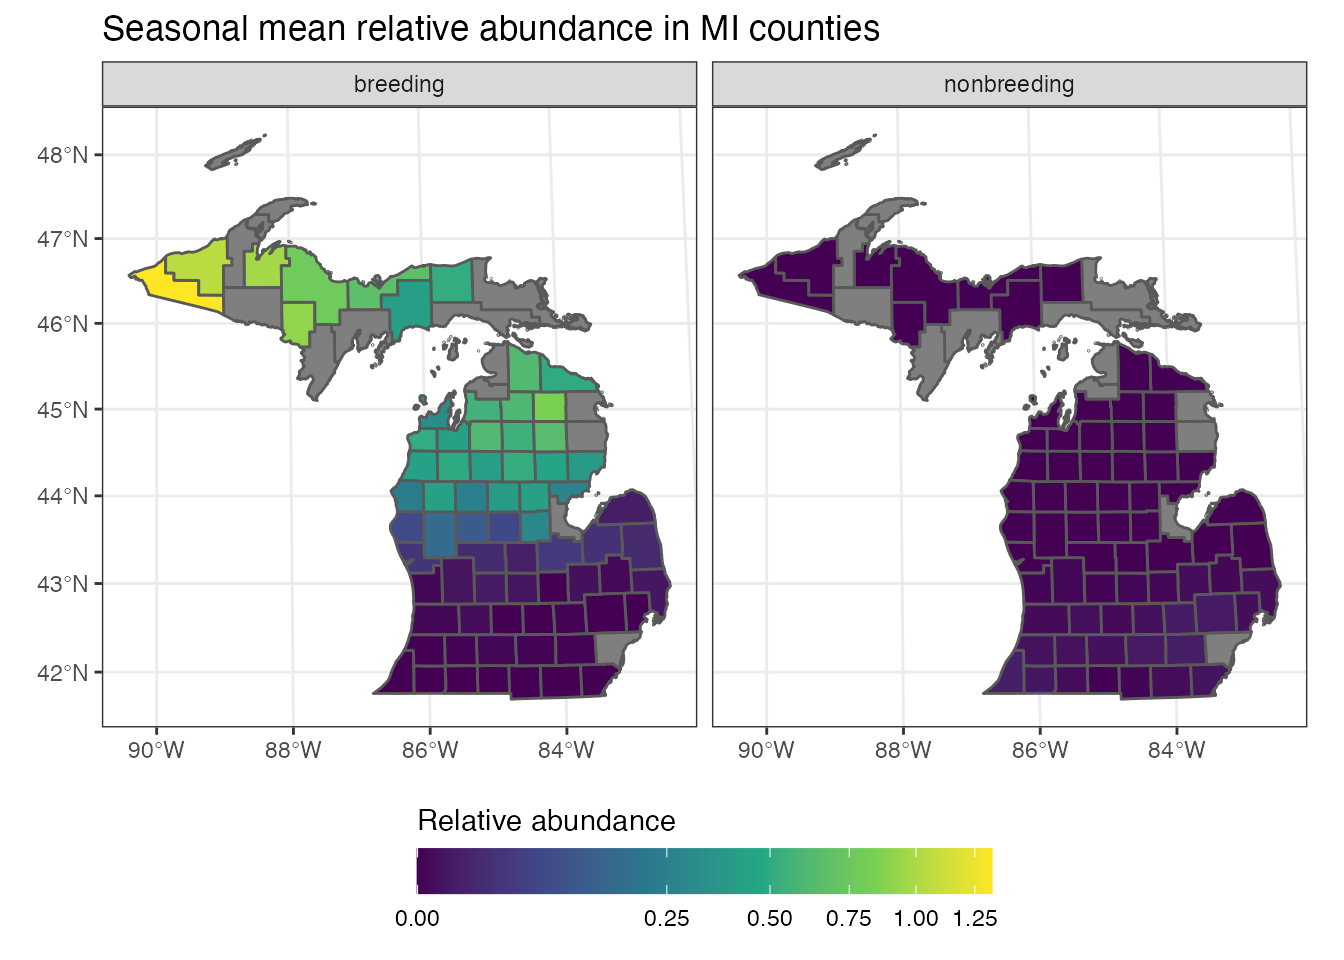 Seasonal mean relative abundance in MI counties
breeding
nonbreeding
48°N
47°N
46°N
45°N
44°N
43°N
42°N
90°W 88°W 86°W 84°W
90°W 88°W 86°W 84°W
Relative abundance
0.00 0.25 0.50 0.75 1.00 1.25